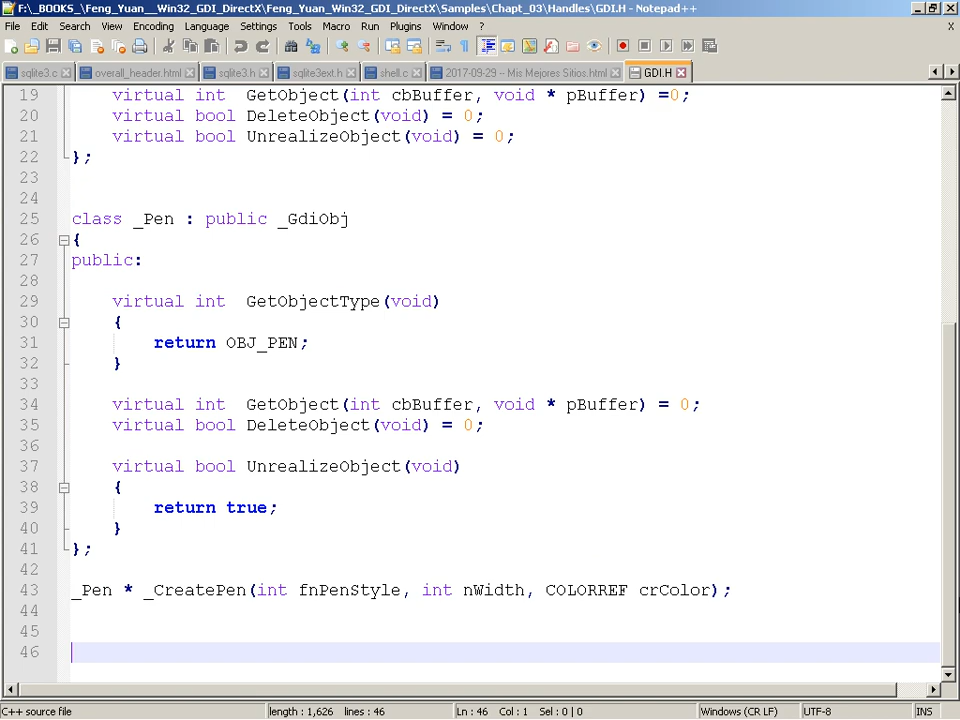 F:\_BOOKS_\Feng_Yuan__Win32_GDI_DirectX\Feng_Yuan_Win32_GDI_DirectX\Samples\Chapt_03\Handles\GDI.H - Notepad++
File Edit Search View Encoding Language Settings Tools Macro Run Plugins Window ? X
sqlite3.c overall_header.html sqlite3.h sqlite3ext.h shell.c 2017-09-29 -- Mis Mejores Sitios.html GDI.H
19 virtual int GetObject(int cbBuffer, void * pBuffer) =0;
20 virtual bool DeleteObject(void) = 0;
21 virtual bool UnrealizeObject(void) = 0;
22 };
23
24
25 class _Pen : public _GdiObj
26 {
27 public:
28
29 virtual int GetObjectType(void)
30 {
31 return OBJ_PEN;
32 }
33
34 virtual int GetObject(int cbBuffer, void * pBuffer) = 0;
35 virtual bool DeleteObject(void) = 0;
36
37 virtual bool UnrealizeObject(void)
38 {
39 return true;
40 }
41 };
42
43 _Pen * _CreatePen(int fnPenStyle, int nWidth, COLORREF crColor);
44
45
46
C++ source file length : 1,626 lines : 46 Ln : 46 Col : 1 Sel : 0 | 0 Windows (CR LF) UTF-8 INS